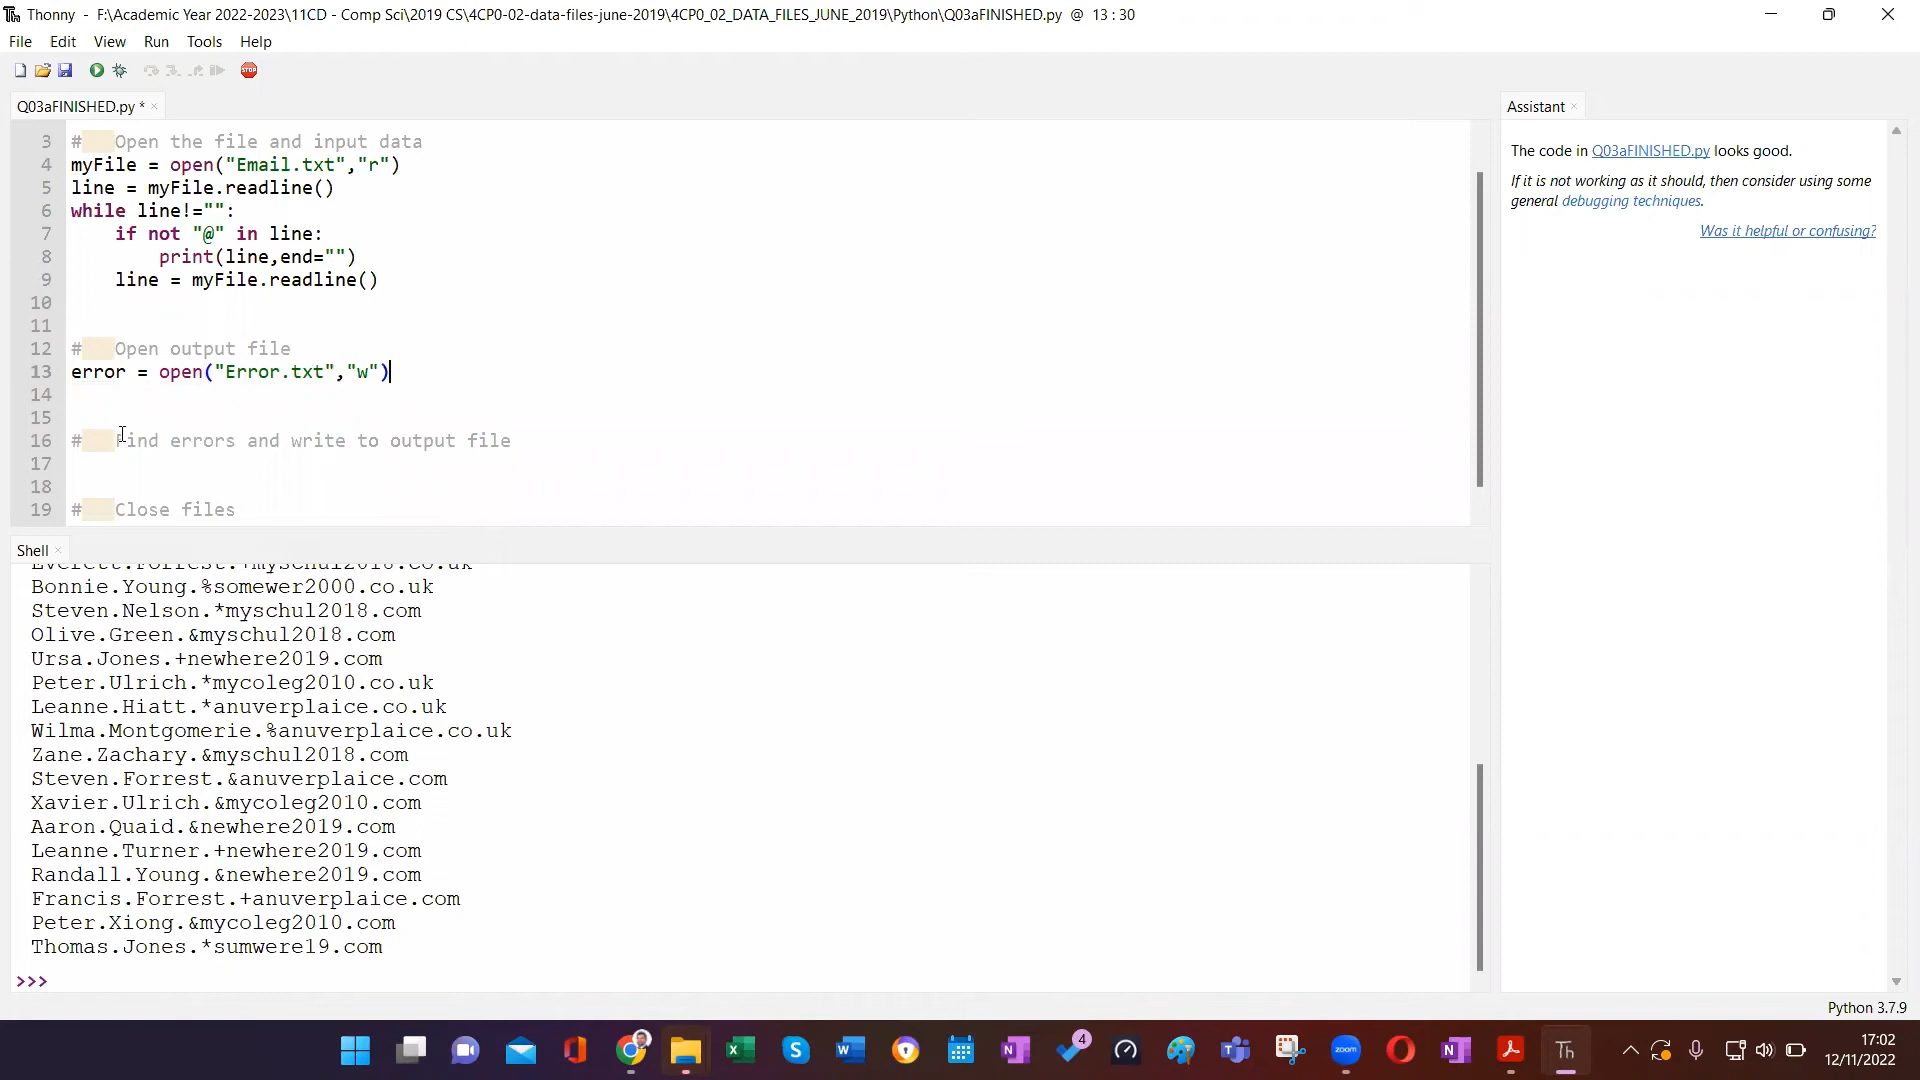 Thonny - F:\Academic Year 2022-2023\11CD - Comp Sci\2019 CS\4CP0-02-data-files-june-2019\4CP0_02_DATA_FILES_JUNE_2019\Python\Q03aFINISHED.py @ 13 : 30
File Edit View Run Tools Help
STOP
Q03aFINISHED.py * ×
Assistant ×
3 # Open the file and input data
4 myFile = open("Email.txt","r")
5 line = myFile.readline()
6 while line!="":
7 if not "@" in line:
8 print(line,end="")
9 line = myFile.readline()
10
11
12 # Open output file
13 error = open("Error.txt","w")
14
15
16 # Find errors and write to output file
17
18
19 # Close files
The code in Q03aFINISHED.py looks good.
If it is not working as it should, then consider using some
general debugging techniques.
Was it helpful or confusing?
Shell ×
Everett.Forrest.+myschul2018.co.uk
Bonnie.Young.%somewer2000.co.uk
Steven.Nelson.*myschul2018.com
Olive.Green.&myschul2018.com
Ursa.Jones.+newhere2019.com
Peter.Ulrich.*mycoleg2010.co.uk
Leanne.Hiatt.*anuverplaice.co.uk
Wilma.Montgomerie.%anuverplaice.co.uk
Zane.Zachary.&myschul2018.com
Steven.Forrest.&anuverplaice.com
Xavier.Ulrich.&mycoleg2010.com
Aaron.Quaid.&newhere2019.com
Leanne.Turner.+newhere2019.com
Randall.Young.&newhere2019.com
Francis.Forrest.+anuverplaice.com
Peter.Xiong.&mycoleg2010.com
Thomas.Jones.*sumwere19.com
>>>
Python 3.7.9
zoom
4
Th
17:02
12/11/2022